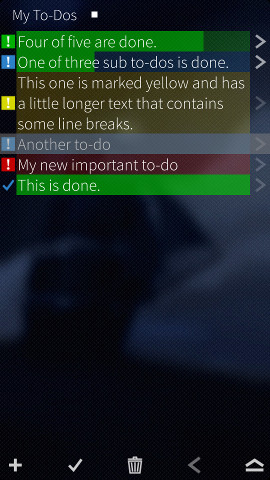 My To-Dos
Four of five are done.
One of three sub to-dos is done.
This one is marked yellow and has
a little longer text that contains
some line breaks.
Another to-do
My new important to-do
This is done.